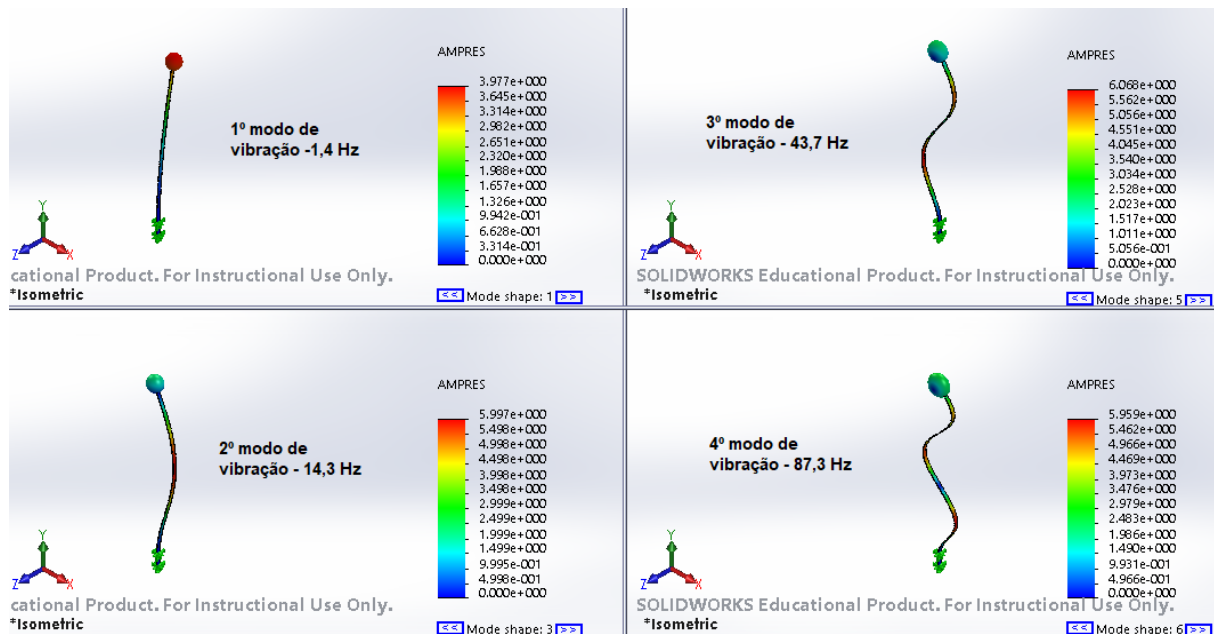 AMPRES
3.977e+000
3.645e+000
3.314e+000
2.982e+000
2.651e+000
2.320e+000
1.988e+000
1.657e+000
1.326e+000
9.942e-001
6.628e-001
3.314e-001
0.000e+000
1º modo de
vibração -1,4 Hz
Y
Z
X
cational Product. For Instructional Use Only.
*Isometric
<< Mode shape: 1 >>
AMPRES
6.068e+000
5.562e+000
5.056e+000
4.551e+000
4.045e+000
3.540e+000
3.034e+000
2.528e+000
2.023e+000
1.517e+000
1.011e+000
5.056e-001
0.000e+000
3º modo de
vibração - 43,7 Hz
Y
Z
X
SOLIDWORKS Educational Product. For Instructional Use Only.
*Isometric
<< Mode shape: 5 >>
AMPRES
5.997e+000
5.498e+000
4.998e+000
4.498e+000
3.998e+000
3.498e+000
2.999e+000
2.499e+000
1.999e+000
1.499e+000
9.995e-001
4.998e-001
0.000e+000
2º modo de
vibração - 14,3 Hz
Y
Z
X
cational Product. For Instructional Use Only.
*Isometric
<< Mode shape: 3 >>
AMPRES
5.959e+000
5.462e+000
4.966e+000
4.469e+000
3.973e+000
3.476e+000
2.979e+000
2.483e+000
1.986e+000
1.490e+000
9.931e-001
4.966e-001
0.000e+000
4º modo de
vibração - 87,3 Hz
Y
Z
X
SOLIDWORKS Educational Product. For Instructional Use Only.
*Isometric
<< Mode shape: 6 >>